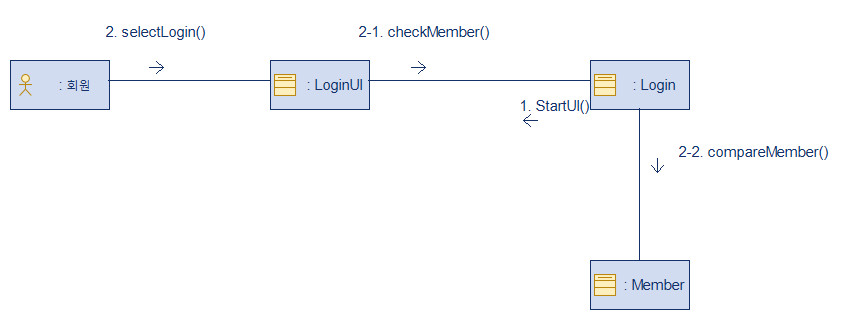 2. selectLogin()
2-1. checkMember()
: 회원
: LoginUI
: Login
1. StartUI()
2-2. compareMember()
: Member